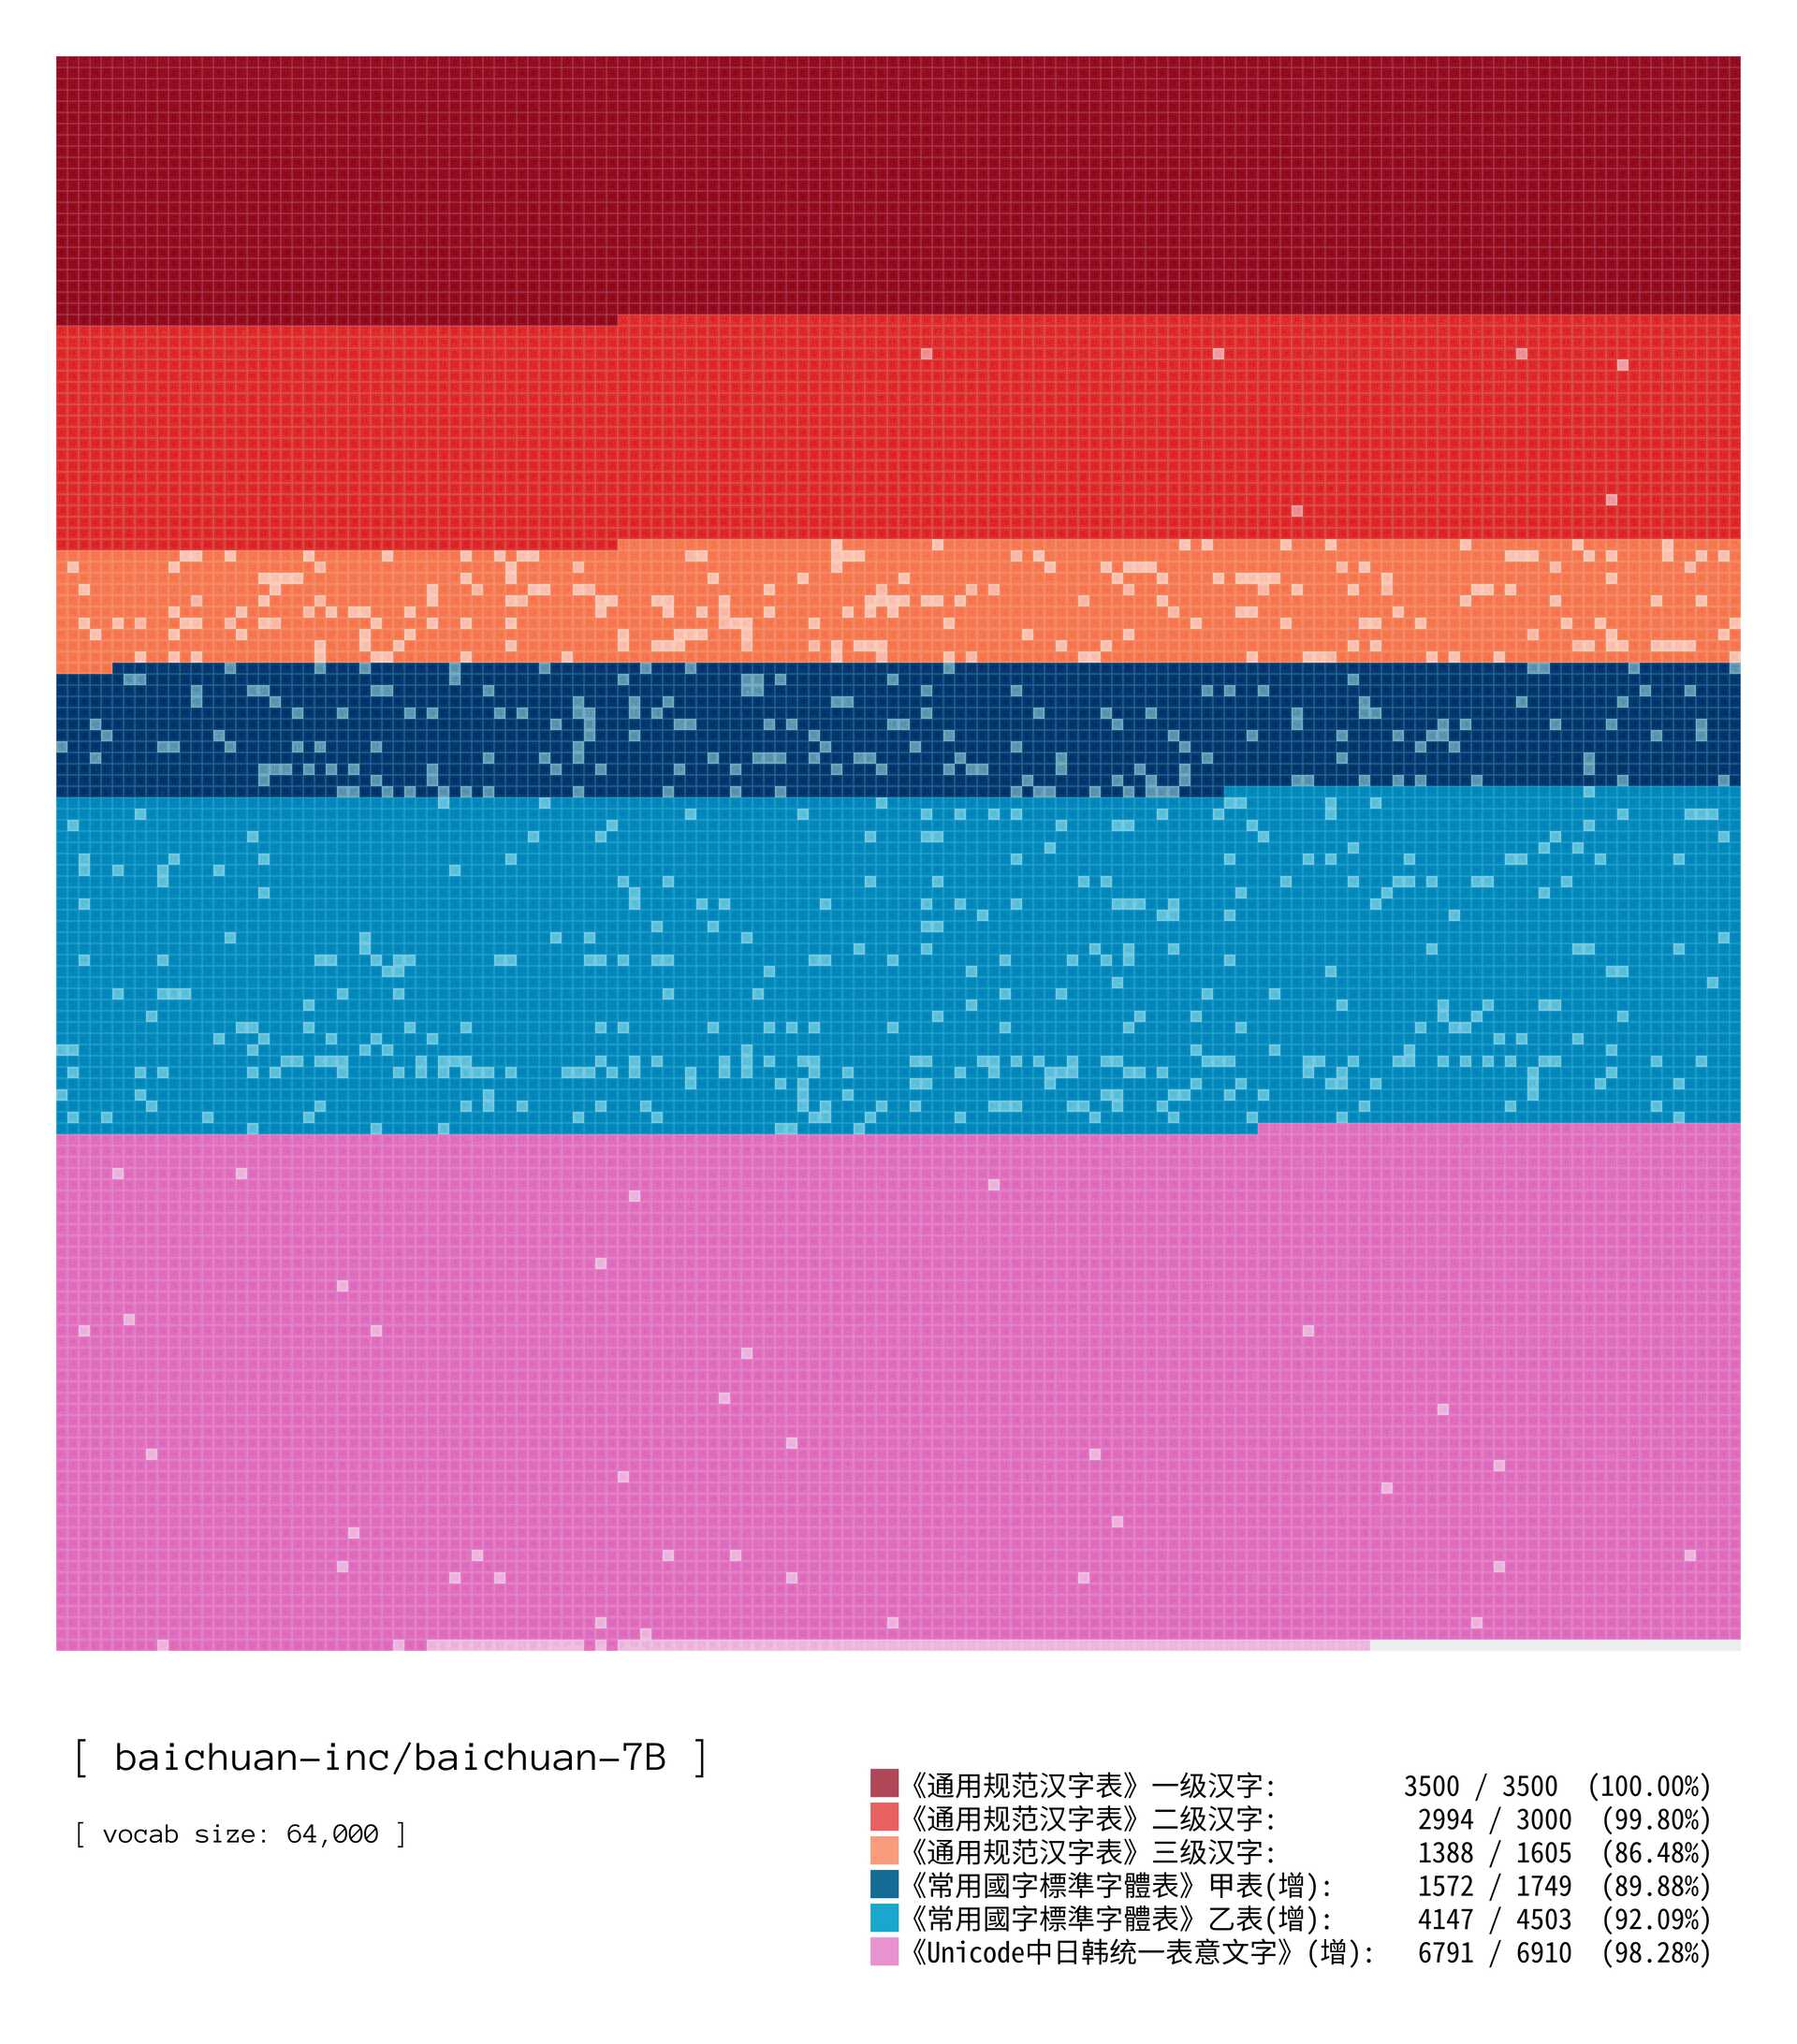 [ baichuan-inc/baichuan-7B ]
[ vocab size: 64,000 ]
《通用规范汉字表》一级汉字: 3500 / 3500 (100.00%)
《通用规范汉字表》二级汉字: 2994 / 3000 (99.80%)
《通用规范汉字表》三级汉字: 1388 / 1605 (86.48%)
《常用國字標準字體表》甲表(增): 1572 / 1749 (89.88%)
《常用國字標準字體表》乙表(增): 4147 / 4503 (92.09%)
《Unicode中日韩统一表意文字》(增): 6791 / 6910 (98.28%)